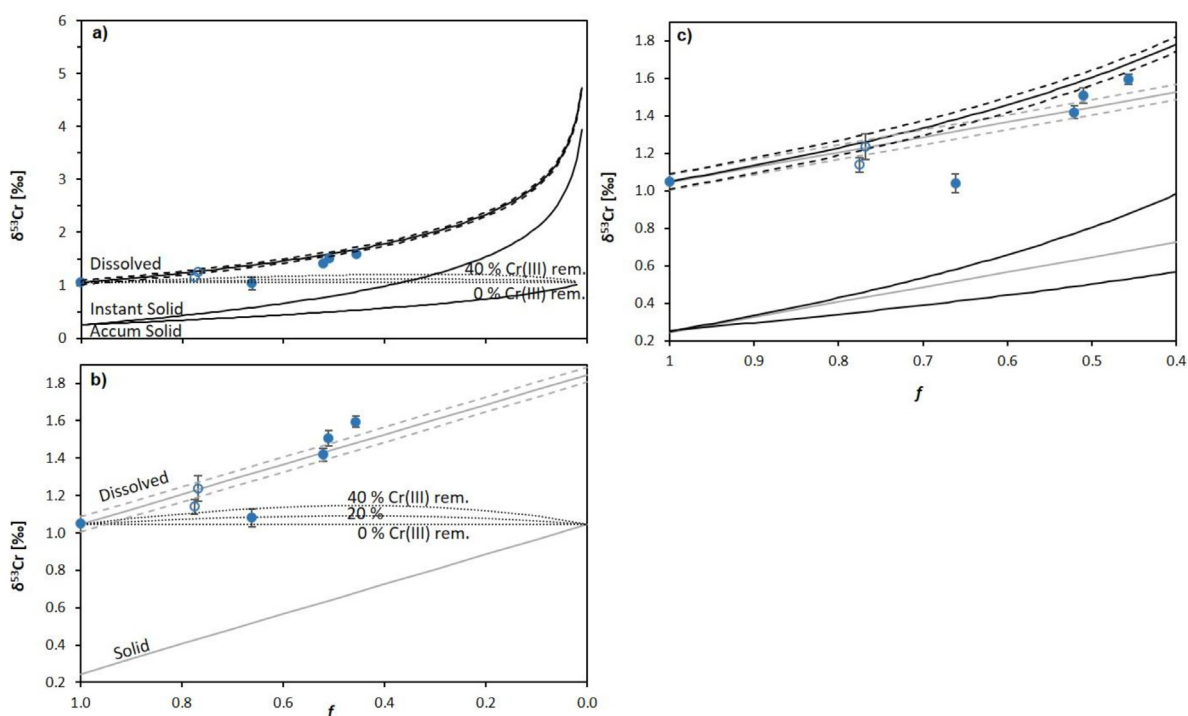 a)
6
5
4
3
2
1
0
δ⁵³Cr [‰]
Dissolved
40 % Cr(III) rem.
0 % Cr(III) rem.
Instant Solid
Accum Solid
b)
1.8
1.6
1.4
1.2
1.0
0.8
0.6
0.4
0.2
δ⁵³Cr [‰]
Dissolved
40 % Cr(III) rem.
20 %
0 % Cr(III) rem.
Solid
1.0 0.8 0.6 0.4 0.2 0.0
f
c)
1.8
1.6
1.4
1.2
1.0
0.8
0.6
0.4
0.2
δ⁵³Cr [‰]
1 0.9 0.8 0.7 0.6 0.5 0.4
f